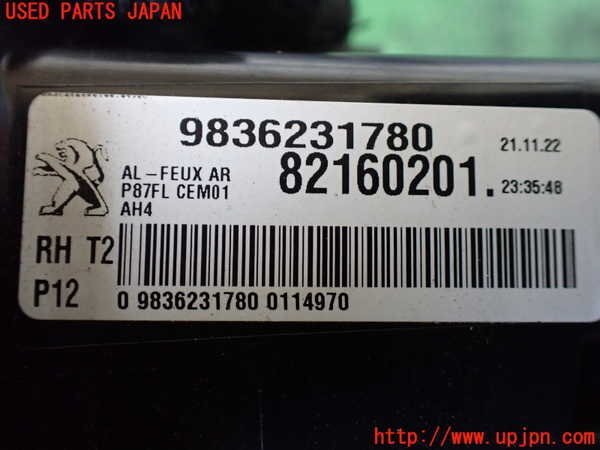 USED PARTS JAPAN
9836231780
21.11.22
AL-FEUX AR
P87FL CEM01
AH4
82160201.
23:35:48
RH T2
P12
0 9836231780 0114970
https://www.upjpn.com/